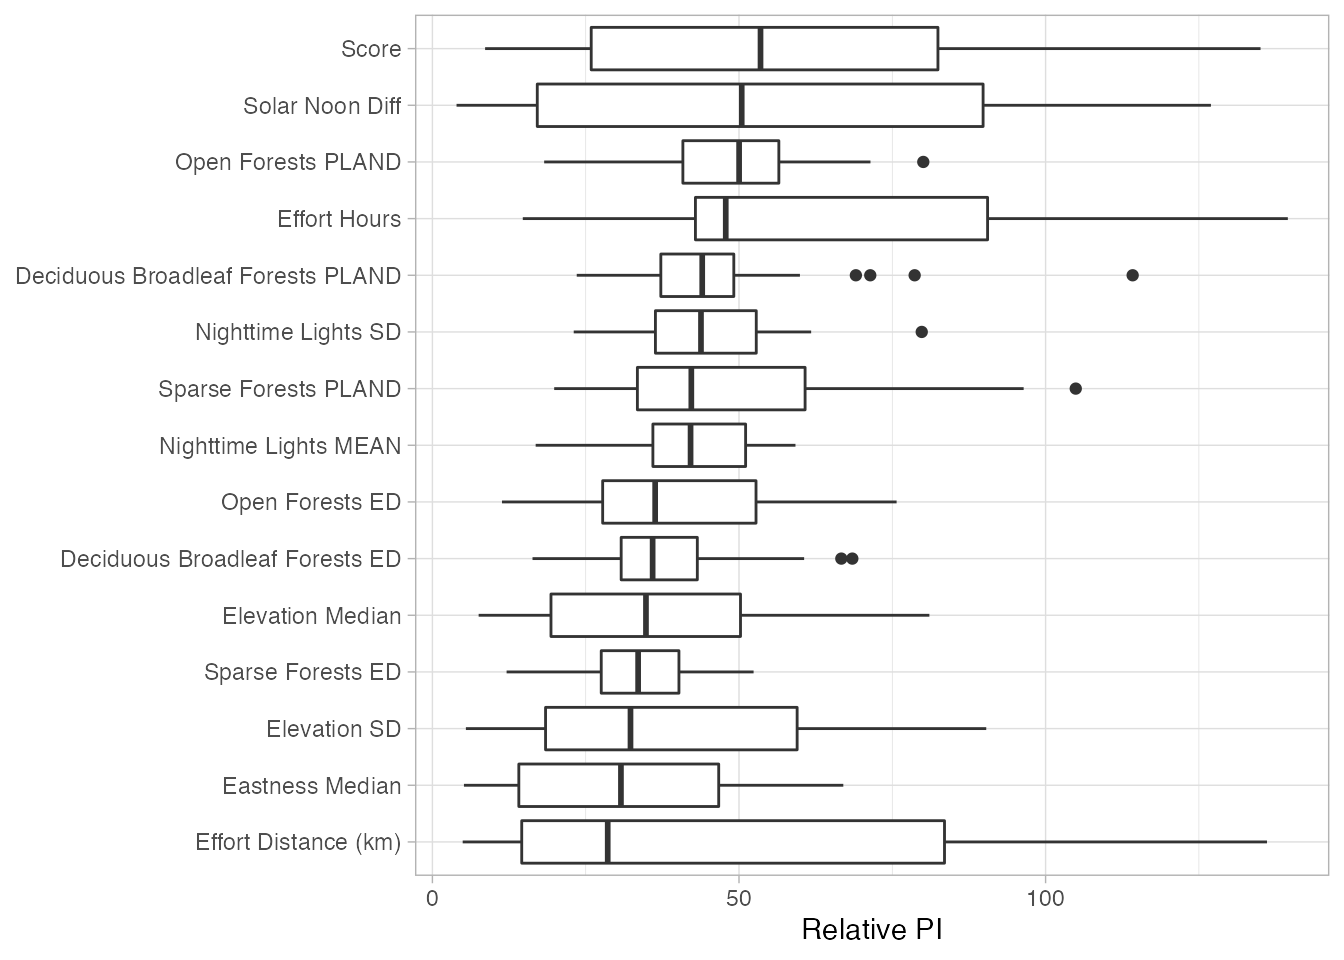 Score
Solar Noon Diff
Open Forests PLAND
Effort Hours
Deciduous Broadleaf Forests PLAND
Nighttime Lights SD
Sparse Forests PLAND
Nighttime Lights MEAN
Open Forests ED
Deciduous Broadleaf Forests ED
Elevation Median
Sparse Forests ED
Elevation SD
Eastness Median
Effort Distance (km)
0 50 100
Relative PI